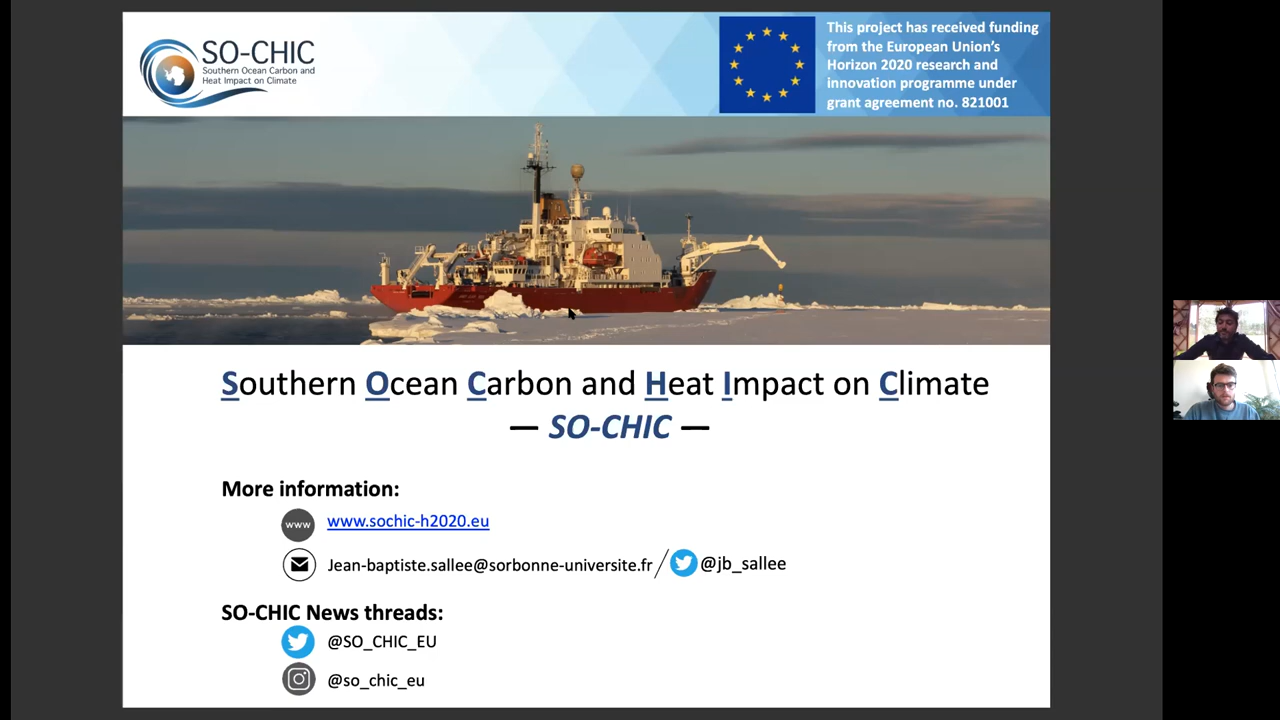 SO-CHIC
Southern Ocean Carbon and
Heat Impact on Climate
This project has received funding
from the European Union's
Horizon 2020 research and
innovation programme under
grant agreement no. 821001
Southern Ocean Carbon and Heat Impact on Climate
— SO-CHIC —
More information:
www
www.sochic-h2020.eu
Jean-baptiste.sallee@sorbonne-universite.fr / @jb_sallee
SO-CHIC News threads:
@SO_CHIC_EU
@so_chic_eu